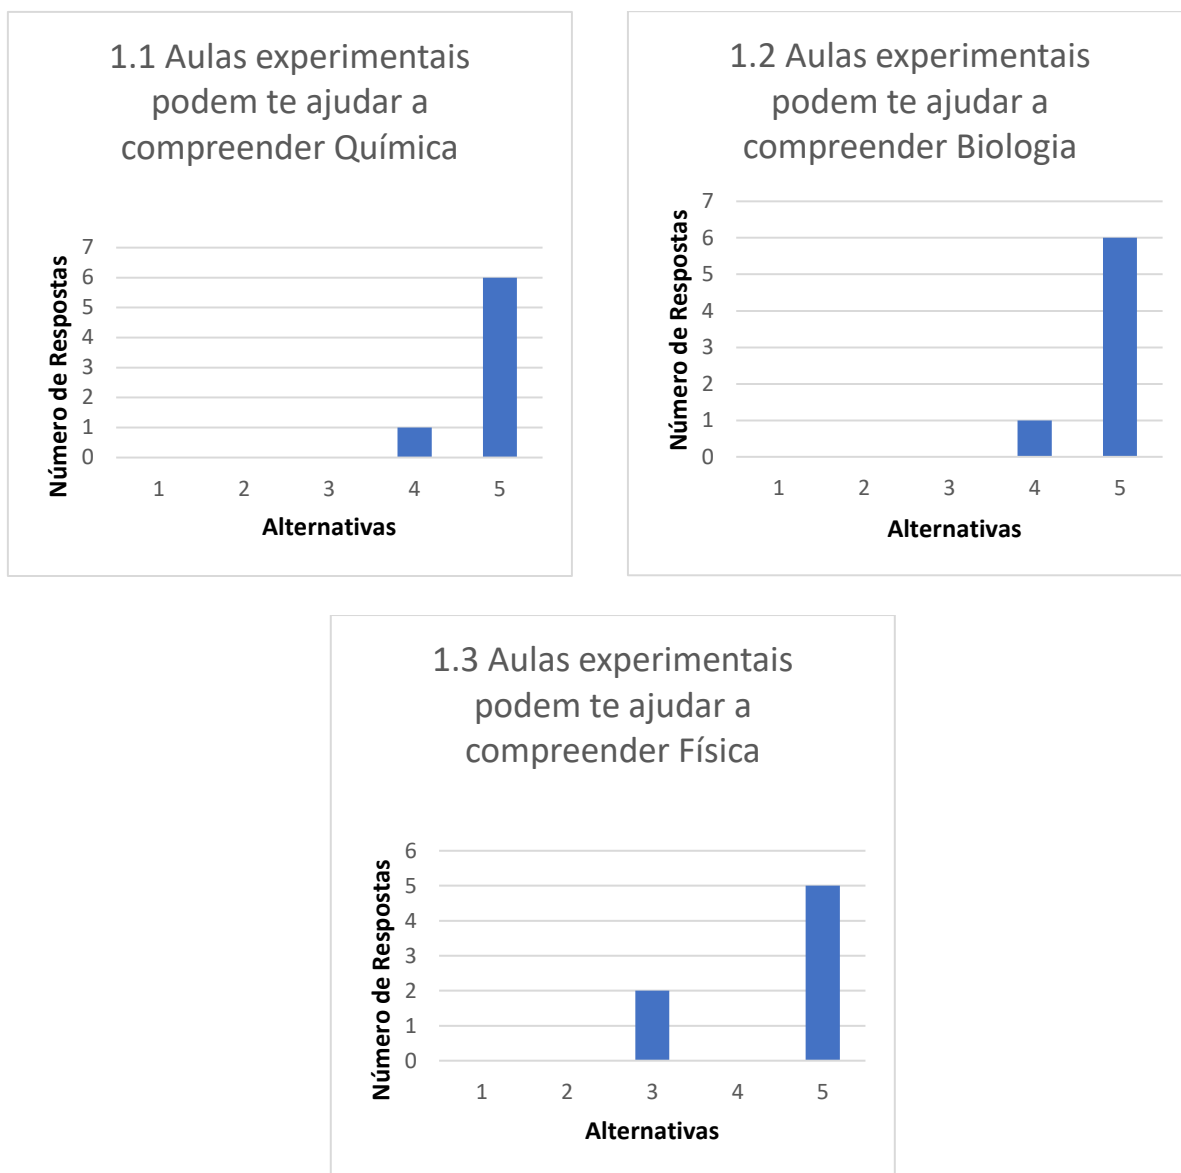 1.1 Aulas experimentais
podem te ajudar a
compreender Química
Número de Respostas
7
6
5
4
3
2
1
0
1 2 3 4 5
Alternativas
1.2 Aulas experimentais
podem te ajudar a
compreender Biologia
Número de Respostas
7
6
5
4
3
2
1
0
1 2 3 4 5
Alternativas
1.3 Aulas experimentais
podem te ajudar a
compreender Física
Número de Respostas
6
5
4
3
2
1
0
1 2 3 4 5
Alternativas